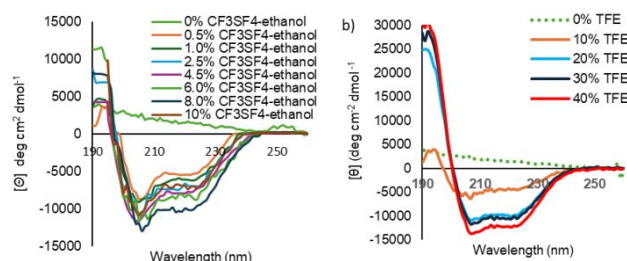 15000
10000
5000
0
-5000
-10000
-15000
190
210
230
250
[Θ] deg cm² dmol⁻¹
Wavelength (nm)
0% CF3SF4-ethanol
0.5% CF3SF4-ethanol
1.0% CF3SF4-ethanol
2.5% CF3SF4-ethanol
4.5% CF3SF4-ethanol
6.0% CF3SF4-ethanol
8.0% CF3SF4-ethanol
10% CF3SF4-ethanol
b)
30000
25000
20000
15000
10000
5000
0
-5000
-10000
-15000
190
210
230
250
[θ] (deg cm² dmol⁻¹
Wavelength (nm)
0% TFE
10% TFE
20% TFE
30% TFE
40% TFE